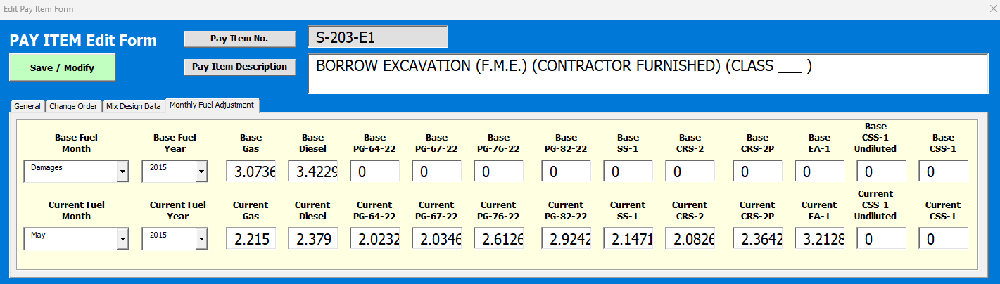 Edit Pay Item Form
PAY ITEM Edit Form
Pay Item No.
S-203-E1
Save / Modify
Pay Item Description
BORROW EXCAVATION (F.M.E.) (CONTRACTOR FURNISHED) (CLASS ___ )
General Change Order Mix Design Data Monthly Fuel Adjustment
Base Fuel Month Base Fuel Year Base Gas Base Diesel Base PG-64-22 Base PG-67-22 Base PG-76-22 Base PG-82-22 Base SS-1 Base CRS-2 Base CRS-2P Base EA-1 Base CSS-1 Undiluted Base CSS-1
Damages 2015 3.0736 3.4229 0 0 0 0 0 0 0 0 0 0
Current Fuel Month Current Fuel Year Current Gas Current Diesel Current PG-64-22 Current PG-67-22 Current PG-76-22 Current PG-82-22 Current SS-1 Current CRS-2 Current CRS-2P Current EA-1 Current CSS-1 Undiluted Current CSS-1
May 2015 2.215 2.379 2.0232 2.0346 2.6126 2.9242 2.1471 2.0826 2.3642 3.2128 0 0